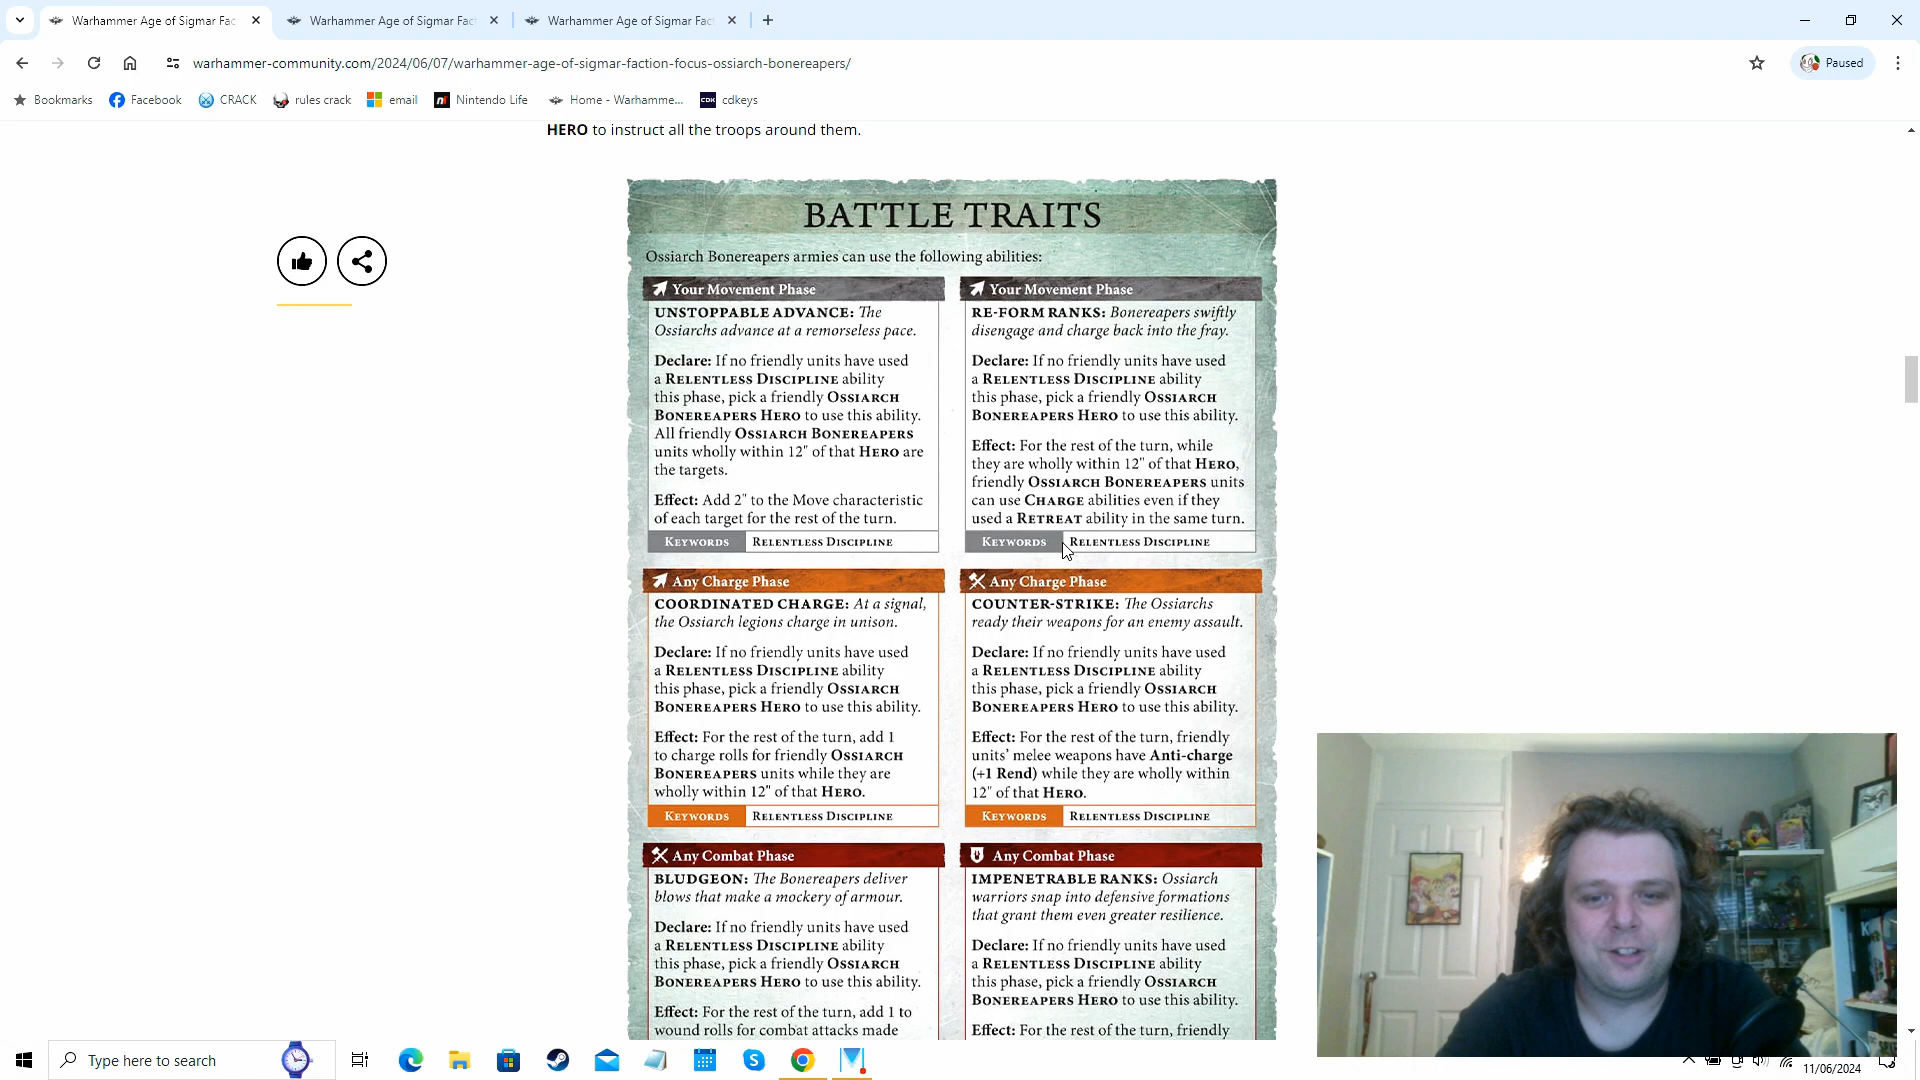 Warhammer Age of Sigmar Fac
Warhammer Age of Sigmar Fac
Warhammer Age of Sigmar Fac
warhammer-community.com/2024/06/07/warhammer-age-of-sigmar-faction-focus-ossiarch-bonereapers/
Paused
Bookmarks
Facebook
CRACK
rules crack
email
Nintendo Life
Home - Warhamme...
CDK
cdkeys
HERO to instruct all the troops around them.
BATTLE TRAITS
Ossiarch Bonereapers armies can use the following abilities:
Your Movement Phase
UNSTOPPABLE ADVANCE: The
Ossiarchs advance at a remorseless pace.
Declare: If no friendly units have used
a RELENTLESS DISCIPLINE ability
this phase, pick a friendly OSSIARCH
BONEREAPERS HERO to use this ability.
All friendly OSSIARCH BONEREAPERS
units wholly within 12" of that HERO are
the targets.
Effect: Add 2" to the Move characteristic
of each target for the rest of the turn.
KEYWORDS RELENTLESS DISCIPLINE
Your Movement Phase
RE-FORM RANKS: Bonereapers swiftly
disengage and charge back into the fray.
Declare: If no friendly units have used
a RELENTLESS DISCIPLINE ability
this phase, pick a friendly OSSIARCH
BONEREAPERS HERO to use this ability.
Effect: For the rest of the turn, while
they are wholly within 12" of that HERO,
friendly OSSIARCH BONEREAPERS units
can use CHARGE abilities even if they
used a RETREAT ability in the same turn.
KEYWORDS RELENTLESS DISCIPLINE
Any Charge Phase
COORDINATED CHARGE: At a signal,
the Ossiarch legions charge in unison.
Declare: If no friendly units have used
a RELENTLESS DISCIPLINE ability
this phase, pick a friendly OSSIARCH
BONEREAPERS HERO to use this ability.
Effect: For the rest of the turn, add 1
to charge rolls for friendly OSSIARCH
BONEREAPERS units while they are
wholly within 12" of that HERO.
KEYWORDS RELENTLESS DISCIPLINE
Any Charge Phase
COUNTER-STRIKE: The Ossiarchs
ready their weapons for an enemy assault.
Declare: If no friendly units have used
a RELENTLESS DISCIPLINE ability
this phase, pick a friendly OSSIARCH
BONEREAPERS HERO to use this ability.
Effect: For the rest of the turn, friendly
units' melee weapons have Anti-charge
(+1 Rend) while they are wholly within
12" of that HERO.
KEYWORDS RELENTLESS DISCIPLINE
Any Combat Phase
BLUDGEON: The Bonereapers deliver
blows that make a mockery of armour.
Declare: If no friendly units have used
a RELENTLESS DISCIPLINE ability
this phase, pick a friendly OSSIARCH
BONEREAPERS HERO to use this ability.
Effect: For the rest of the turn, add 1 to
wound rolls for combat attacks made
Any Combat Phase
IMPENETRABLE RANKS: Ossiarch
warriors snap into defensive formations
that grant them even greater resilience.
Declare: If no friendly units have used
a RELENTLESS DISCIPLINE ability
this phase, pick a friendly OSSIARCH
BONEREAPERS HERO to use this ability.
Effect: For the rest of the turn, friendly
Type here to search
11/06/2024